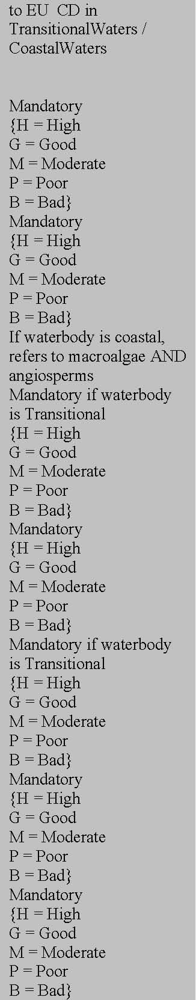 to EU CD in
TransitionalWaters /
CoastalWaters
Mandatory
{H = High
G = Good
M = Moderate
P = Poor
B = Bad}
Mandatory
{H = High
G = Good
M = Moderate
P = Poor
B = Bad}
If waterbody is coastal,
refers to macroalgae AND
angiosperms
Mandatory if waterbody
is Transitional
{H = High
G = Good
M = Moderate
P = Poor
B = Bad}
Mandatory
{H = High
G = Good
M = Moderate
P = Poor
B = Bad}
Mandatory if waterbody
is Transitional
{H = High
G = Good
M = Moderate
P = Poor
B = Bad}
Mandatory
{H = High
G = Good
M = Moderate
P = Poor
B = Bad}
Mandatory
{H = High
G = Good
M = Moderate
P = Poor
B = Bad}